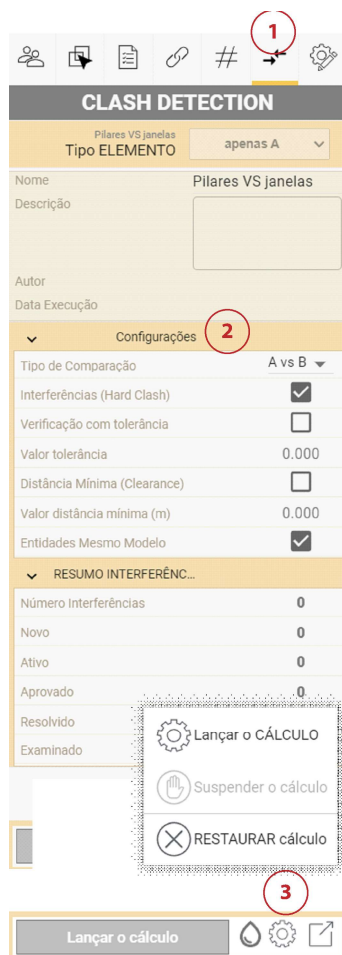 1
CLASH DETECTION
Pilares VS janelas
Tipo ELEMENTO
apenas A
Nome
Pilares VS janelas
Descrição
Autor
Data Execução
Configurações
2
Tipo de Comparação
A vs B
Interferências (Hard Clash)
Verificação com tolerância
Valor tolerância
0.000
Distância Mínima (Clearance)
Valor distância mínima (m)
0.000
Entidades Mesmo Modelo
RESUMO INTERFERÊNC...
Número Interferências
0
Novo
0
Ativo
0
Aprovado
0
Resolvido
Examinado
Lançar o CÁLCULO
Suspender o cálculo
RESTAURAR cálculo
3
Lançar o cálculo